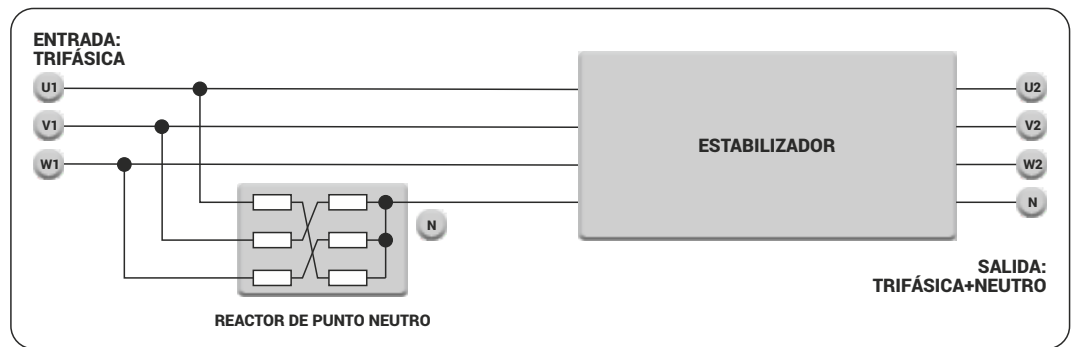 ENTRADA:
TRIFÁSICA
U1
V1
W1
ESTABILIZADOR
U2
V2
W2
N
N
SALIDA:
TRIFÁSICA+NEUTRO
REACTOR DE PUNTO NEUTRO